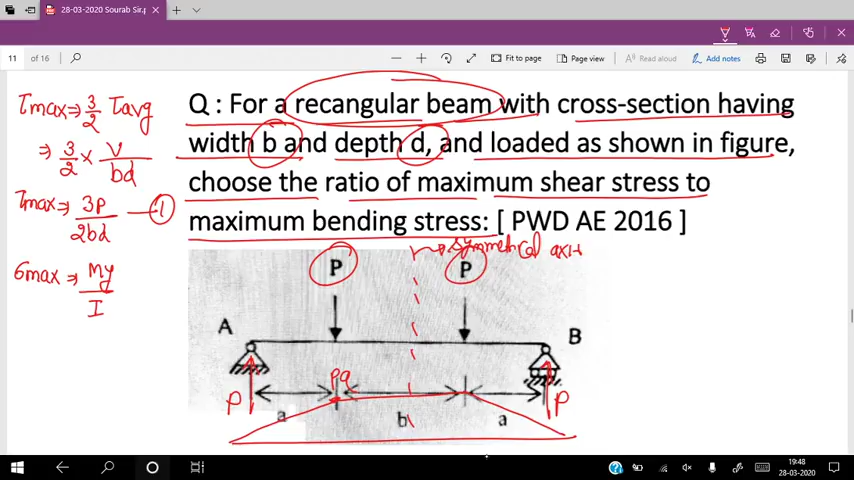 28-03-2020 Sourab Sir.p
11 of 16
Fit to page
Page view
Read aloud
Add notes
Q : For a recangular beam with cross-section having
width b and depth d, and loaded as shown in figure,
choose the ratio of maximum shear stress to
maximum bending stress: [ PWD AE 2016 ]
τmax ⇒ 3/2 τavg
⇒ 3/2 × V/bd
τmax ⇒ 3P/2bd — 1
σmax ⇒ My/I
symmetrical axis
P P
A B
Pa
P P
a b a
19:48
28-03-2020